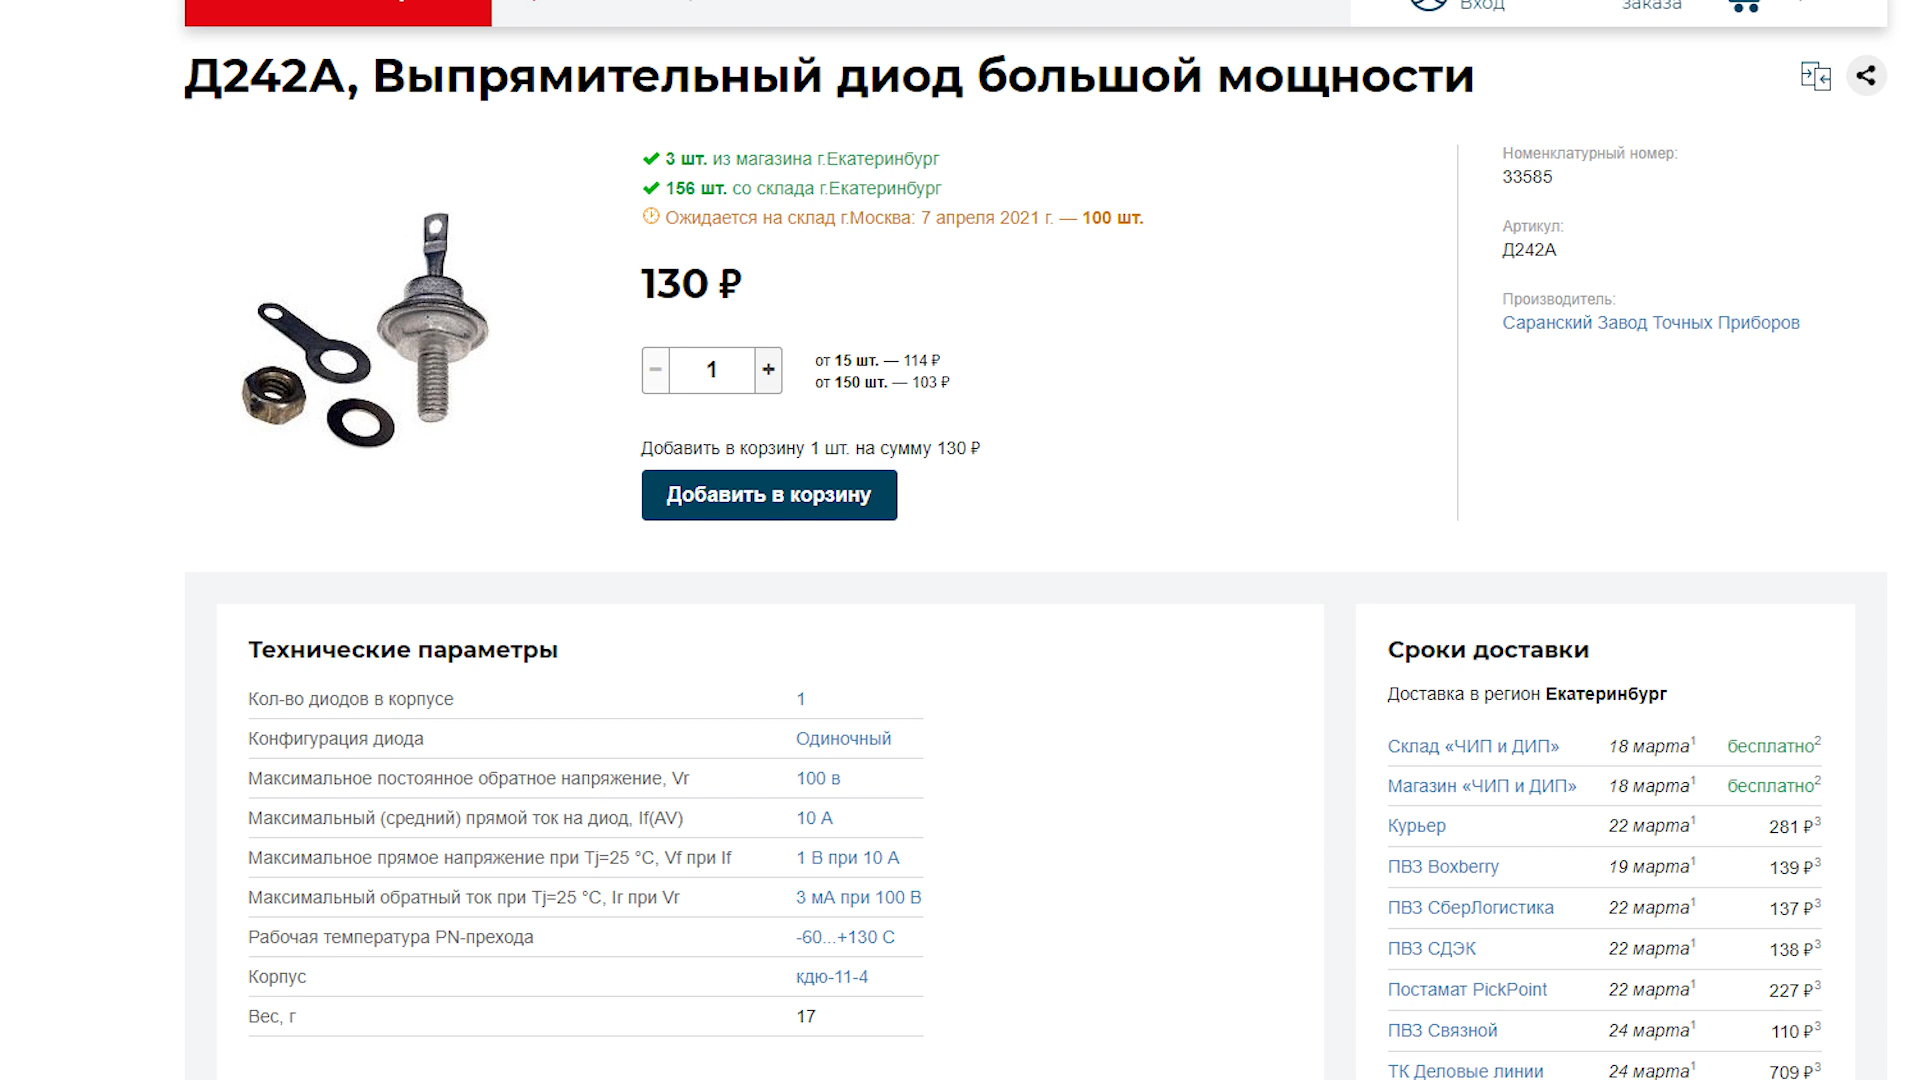 Вход
заказа
Д242А, Выпрямительный диод большой мощности
3 шт. из магазина г.Екатеринбург
156 шт. со склада г.Екатеринбург
Ожидается на склад г.Москва: 7 апреля 2021 г. — 100 шт.
130 ₽
− 1 +
от 15 шт. — 114 ₽
от 150 шт. — 103 ₽
Добавить в корзину 1 шт. на сумму 130 ₽
Добавить в корзину
Номенклатурный номер:
33585
Артикул:
Д242А
Производитель:
Саранский Завод Точных Приборов
Технические параметры
Кол-во диодов в корпусе 1
Конфигурация диода Одиночный
Максимальное постоянное обратное напряжение, Vr 100 в
Максимальный (средний) прямой ток на диод, If(AV) 10 А
Максимальное прямое напряжение при Tj=25 °C, Vf при If 1 В при 10 А
Максимальный обратный ток при Tj=25 °C, Ir при Vr 3 мА при 100 В
Рабочая температура PN-прехода -60...+130 С
Корпус кдю-11-4
Вес, г 17
Сроки доставки
Доставка в регион Екатеринбург
Склад «ЧИП и ДИП» 18 марта1 бесплатно2
Магазин «ЧИП и ДИП» 18 марта1 бесплатно2
Курьер 22 марта1 281 ₽3
ПВЗ Boxberry 19 марта1 139 ₽3
ПВЗ СберЛогистика 22 марта1 137 ₽3
ПВЗ СДЭК 22 марта1 138 ₽3
Постамат PickPoint 22 марта1 227 ₽3
ПВЗ Связной 24 марта1 110 ₽3
ТК Деловые линии 24 марта1 709 ₽3